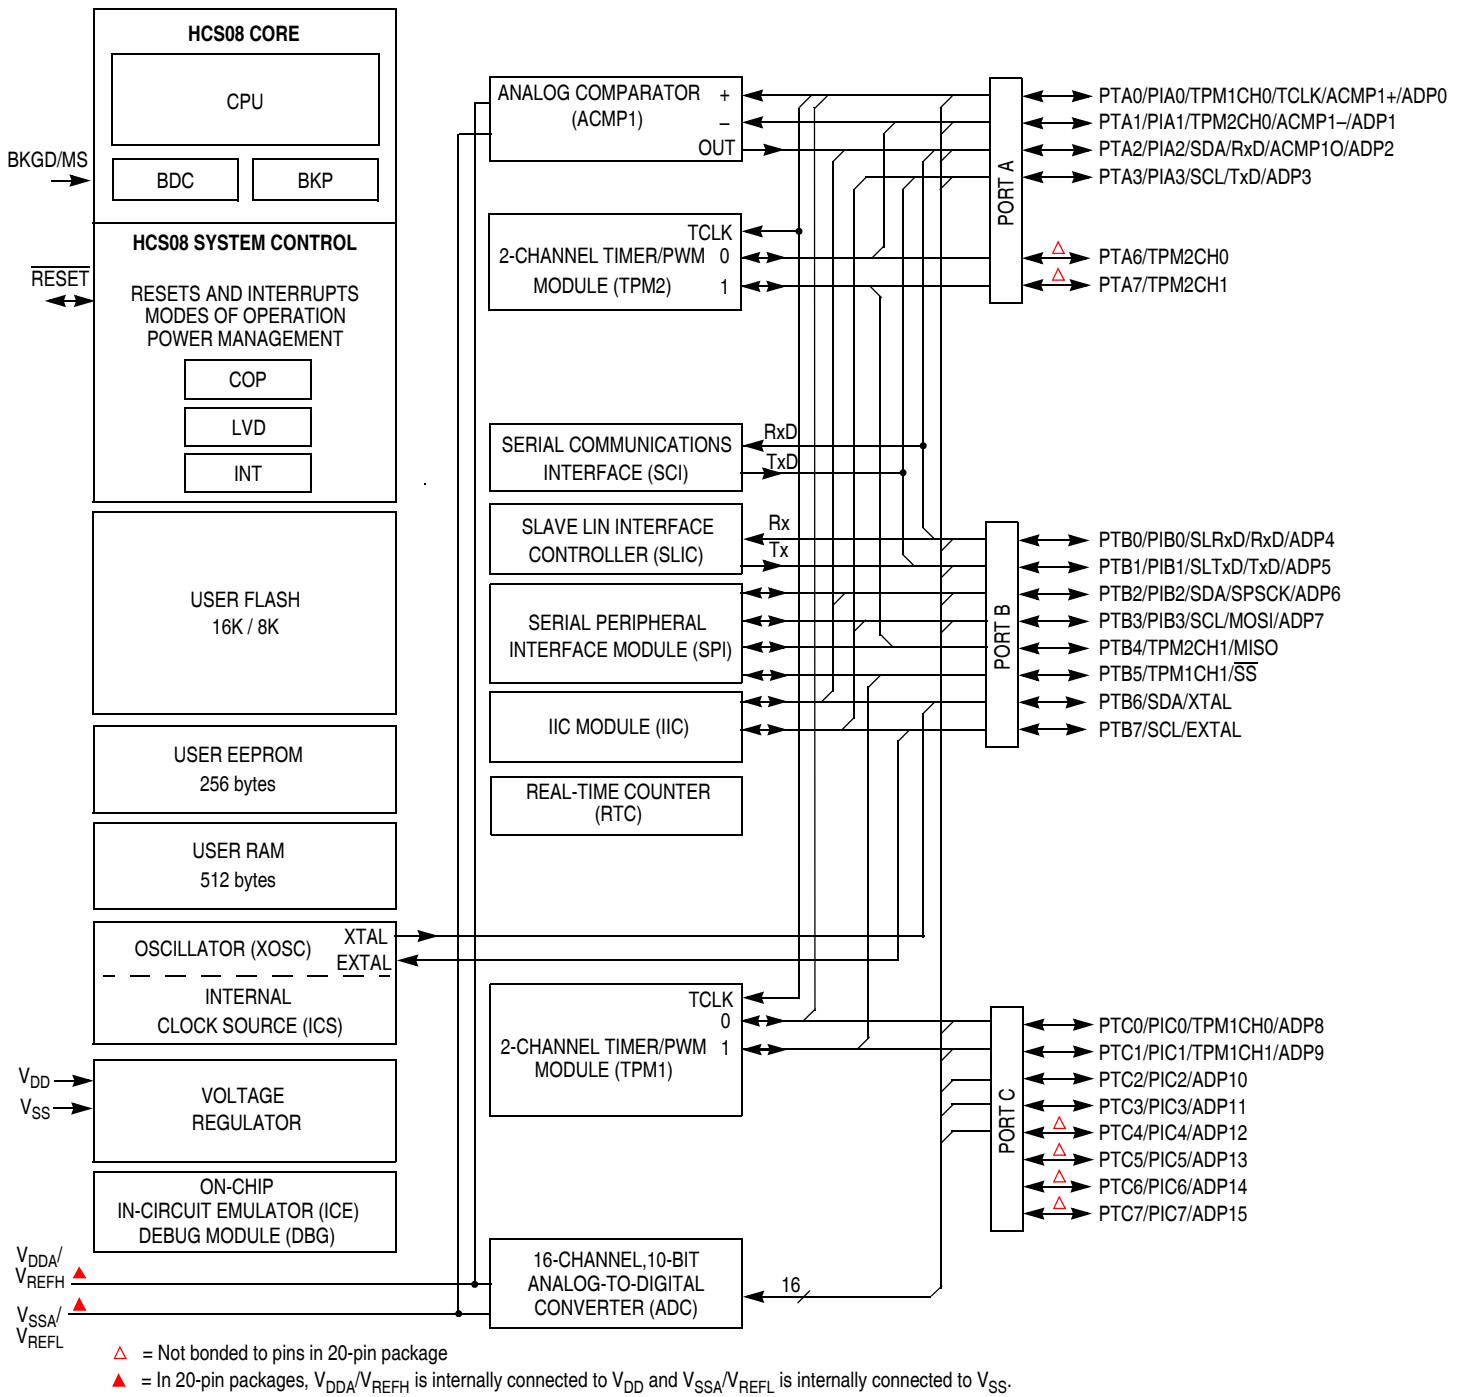 HCS08 CORE
CPU
BDC
BKP
BKGD/MS
HCS08 SYSTEM CONTROL
RESET
RESETS AND INTERRUPTS
MODES OF OPERATION
POWER MANAGEMENT
COP
LVD
INT
USER FLASH
16K / 8K
USER EEPROM
256 bytes
USER RAM
512 bytes
OSCILLATOR (XOSC)
XTAL
EXTAL
INTERNAL
CLOCK SOURCE (ICS)
VDD
VSS
VOLTAGE
REGULATOR
ON-CHIP
IN-CIRCUIT EMULATOR (ICE)
DEBUG MODULE (DBG)
VDDA/
VREFH
VSSA/
VREFL
ANALOG COMPARATOR
(ACMP1)
+
–
OUT
TCLK
2-CHANNEL TIMER/PWM 0
MODULE (TPM2) 1
SERIAL COMMUNICATIONS
INTERFACE (SCI)
RxD
TxD
SLAVE LIN INTERFACE
CONTROLLER (SLIC)
Rx
Tx
SERIAL PERIPHERAL
INTERFACE MODULE (SPI)
IIC MODULE (IIC)
REAL-TIME COUNTER
(RTC)
TCLK
0
2-CHANNEL TIMER/PWM 1
MODULE (TPM1)
16-CHANNEL,10-BIT
ANALOG-TO-DIGITAL
CONVERTER (ADC)
16
PORT A
PTA0/PIA0/TPM1CH0/TCLK/ACMP1+/ADP0
PTA1/PIA1/TPM2CH0/ACMP1–/ADP1
PTA2/PIA2/SDA/RxD/ACMP1O/ADP2
PTA3/PIA3/SCL/TxD/ADP3
PTA6/TPM2CH0
PTA7/TPM2CH1
PORT B
PTB0/PIB0/SLRxD/RxD/ADP4
PTB1/PIB1/SLTxD/TxD/ADP5
PTB2/PIB2/SDA/SPSCK/ADP6
PTB3/PIB3/SCL/MOSI/ADP7
PTB4/TPM2CH1/MISO
PTB5/TPM1CH1/SS
PTB6/SDA/XTAL
PTB7/SCL/EXTAL
PORT C
PTC0/PIC0/TPM1CH0/ADP8
PTC1/PIC1/TPM1CH1/ADP9
PTC2/PIC2/ADP10
PTC3/PIC3/ADP11
PTC4/PIC4/ADP12
PTC5/PIC5/ADP13
PTC6/PIC6/ADP14
PTC7/PIC7/ADP15
= Not bonded to pins in 20-pin package
= In 20-pin packages, VDDA/VREFH is internally connected to VDD and VSSA/VREFL is internally connected to VSS.